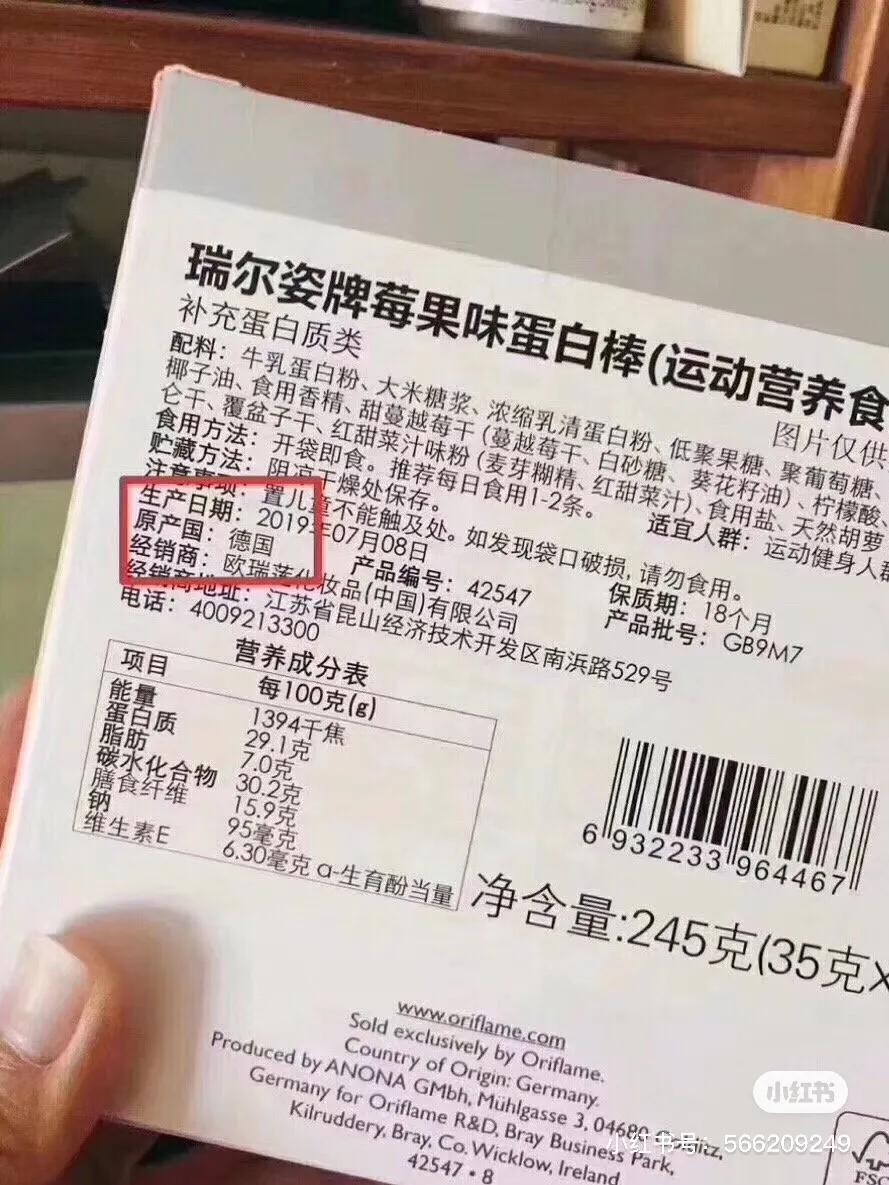 瑞尔姿牌莓果味蛋白棒(运动营养食
补充蛋白质类
图片仅供
配料：牛乳蛋白粉、大米糖浆、浓缩乳清蛋白粉、低聚果糖、聚葡萄糖、
椰子油、食用香精、甜蔓越莓干(蔓越莓干、白砂糖、葵花籽油)、柠檬酸、
仑干、覆盆子干、红甜菜汁味粉(麦芽糊精、红甜菜汁)、食用盐、天然胡萝
食用方法：开袋即食。推荐每日食用1-2条。 适宜人群：运动健身人群
贮藏方法：阴凉干燥处保存。
注意事项：置儿童不能触及处。如发现袋口破损,请勿食用。
生产日期：2019年07月08日 保质期：18个月
原产国：德国 产品编号：42547 产品批号：GB9M7
经销商：欧瑞莲化妆品(中国)有限公司
经销商地址：江苏省昆山经济技术开发区南浜路529号
电话：4009213300
营养成分表
项目 每100克(g)
能量 1394千焦
蛋白质 29.1克
脂肪 7.0克
碳水化合物 30.2克
膳食纤维 15.9克
钠 95毫克
维生素E 6.30毫克 α-生育酚当量
6 932233 964467
净含量:245克(35克×
www.oriflame.com
Sold exclusively by Oriflame.
Country of Origin: Germany.
Produced by ANONA GMbh, Mühlgasse 3, 04680
Germany for Oriflame R&D, Bray Business Park,
Kilruddery, Bray, Co. Wicklow, Ireland
42547 • 8
FSC
小红书
小红书号：566209249